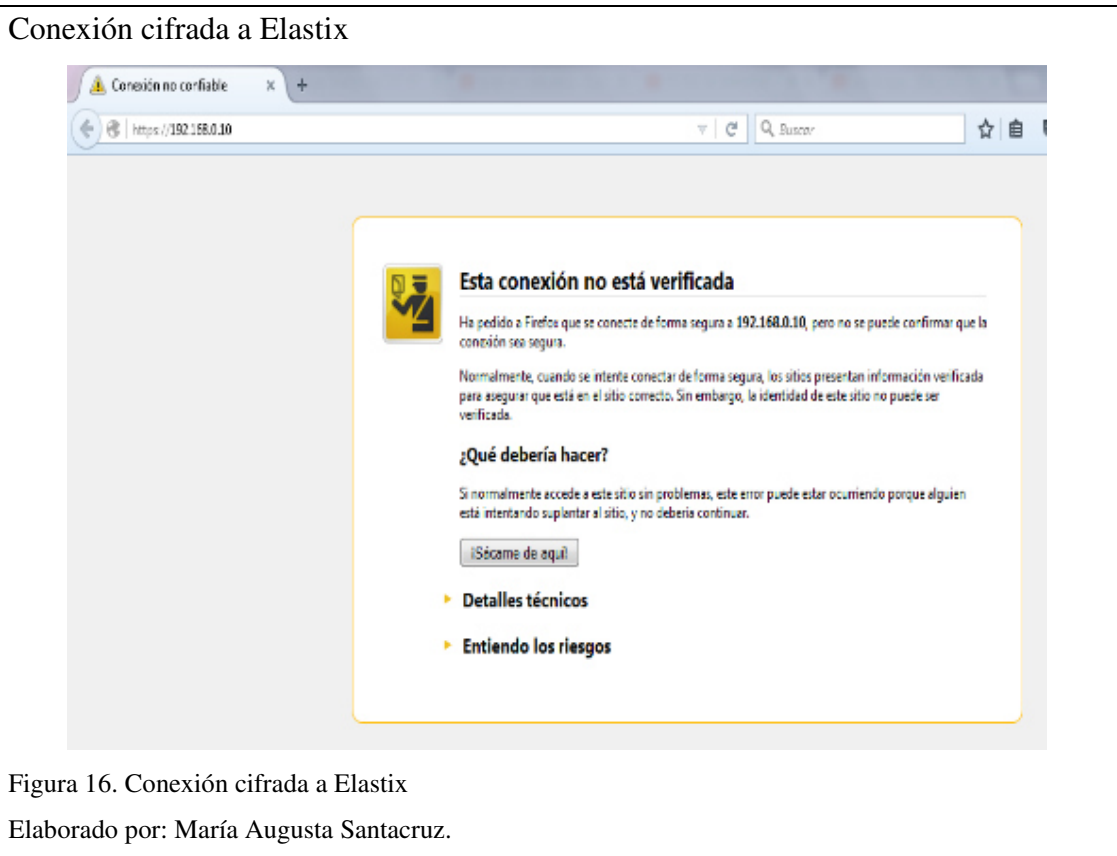 Conexión cifrada a Elastix
Conexión no confiable
https://192.168.0.10
Buscar
Esta conexión no está verificada
Ha pedido a Firefox que se conecte de forma segura a 192.168.0.10, pero no se puede confirmar que la
conexión sea segura.
Normalmente, cuando se intente conectar de forma segura, los sitios presentan información verificada
para asegurar que está en el sitio correcto. Sin embargo, la identidad de este sitio no puede ser
verificada.
¿Qué debería hacer?
Si normalmente accede a este sitio sin problemas, este error puede estar ocurriendo porque alguien
está intentando suplantar al sitio, y no debería continuar.
¡Sácame de aquí!
Detalles técnicos
Entiendo los riesgos
Figura 16. Conexión cifrada a Elastix
Elaborado por: María Augusta Santacruz.